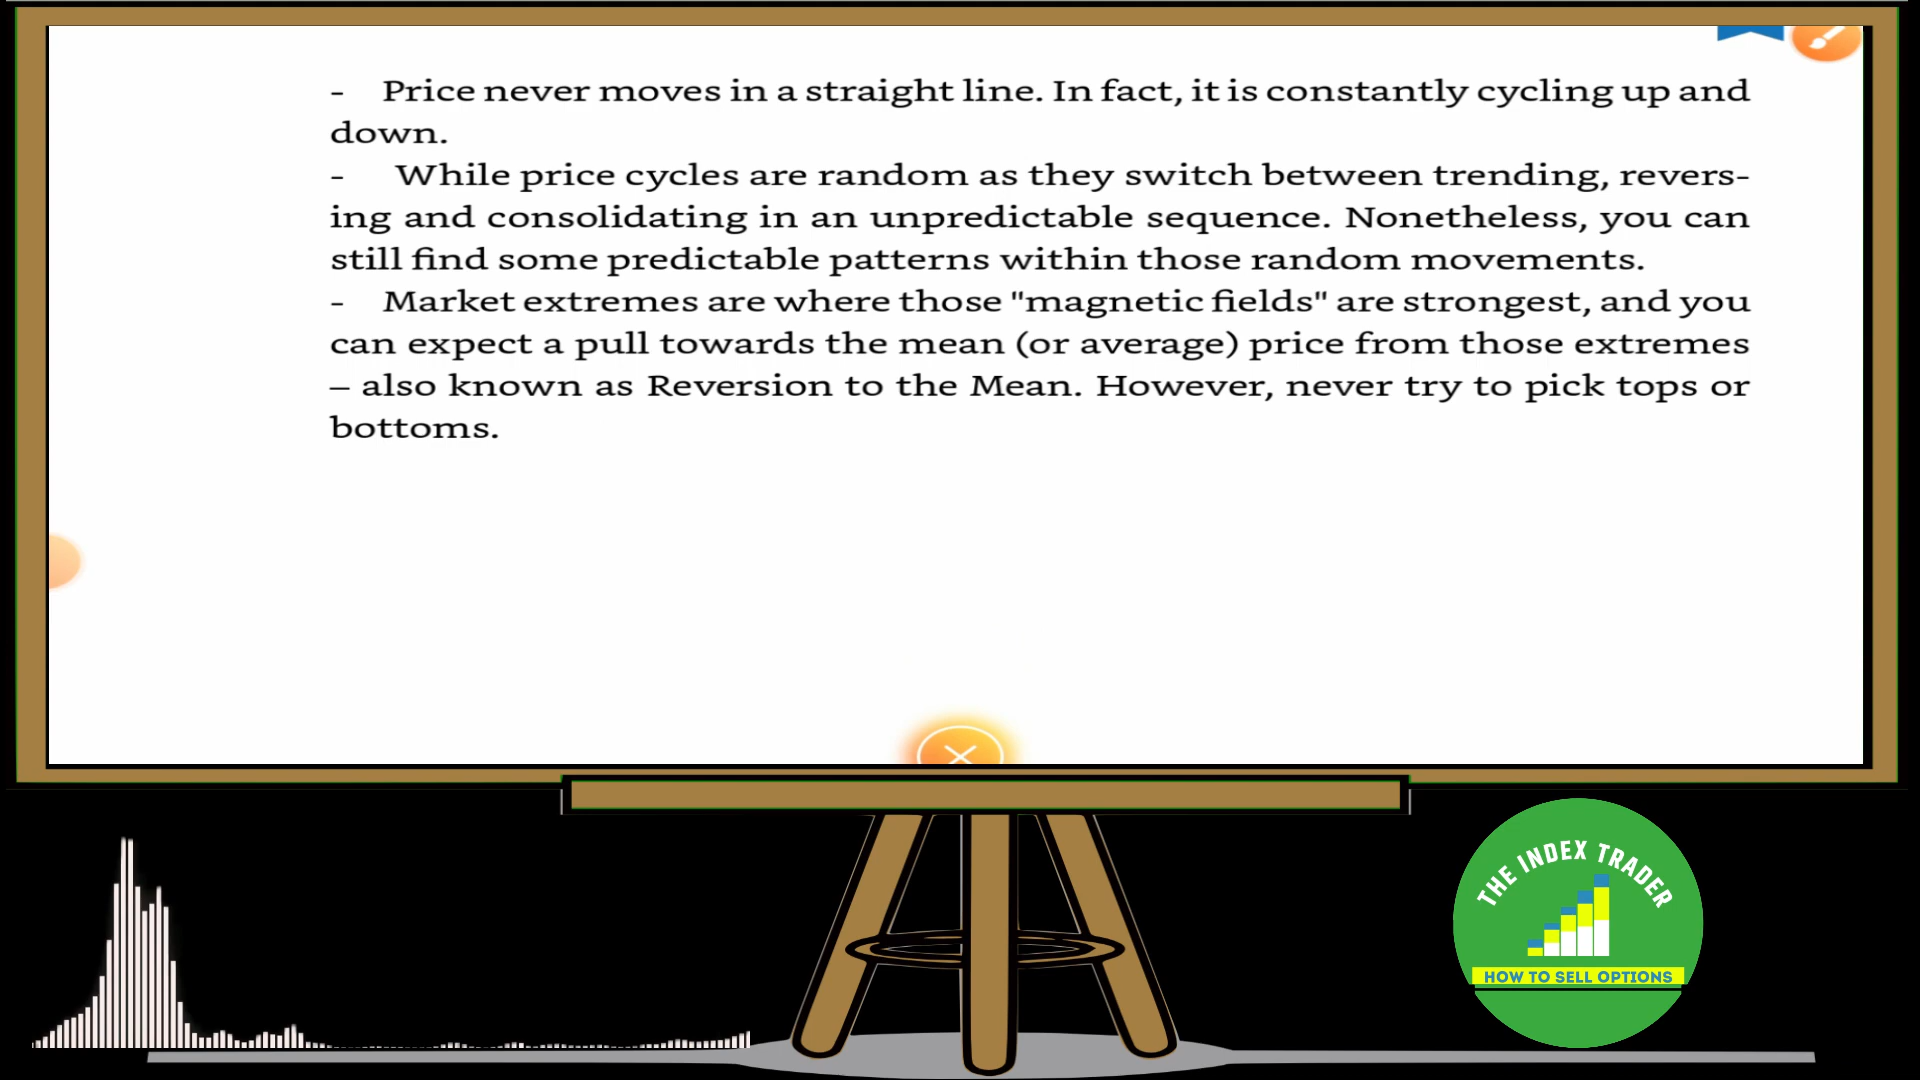 - Price never moves in a straight line. In fact, it is constantly cycling up and
down.
- While price cycles are random as they switch between trending, revers-
ing and consolidating in an unpredictable sequence. Nonetheless, you can
still find some predictable patterns within those random movements.
- Market extremes are where those "magnetic fields" are strongest, and you
can expect a pull towards the mean (or average) price from those extremes
– also known as Reversion to the Mean. However, never try to pick tops or
bottoms.
THE INDEX TRADER
HOW TO SELL OPTIONS